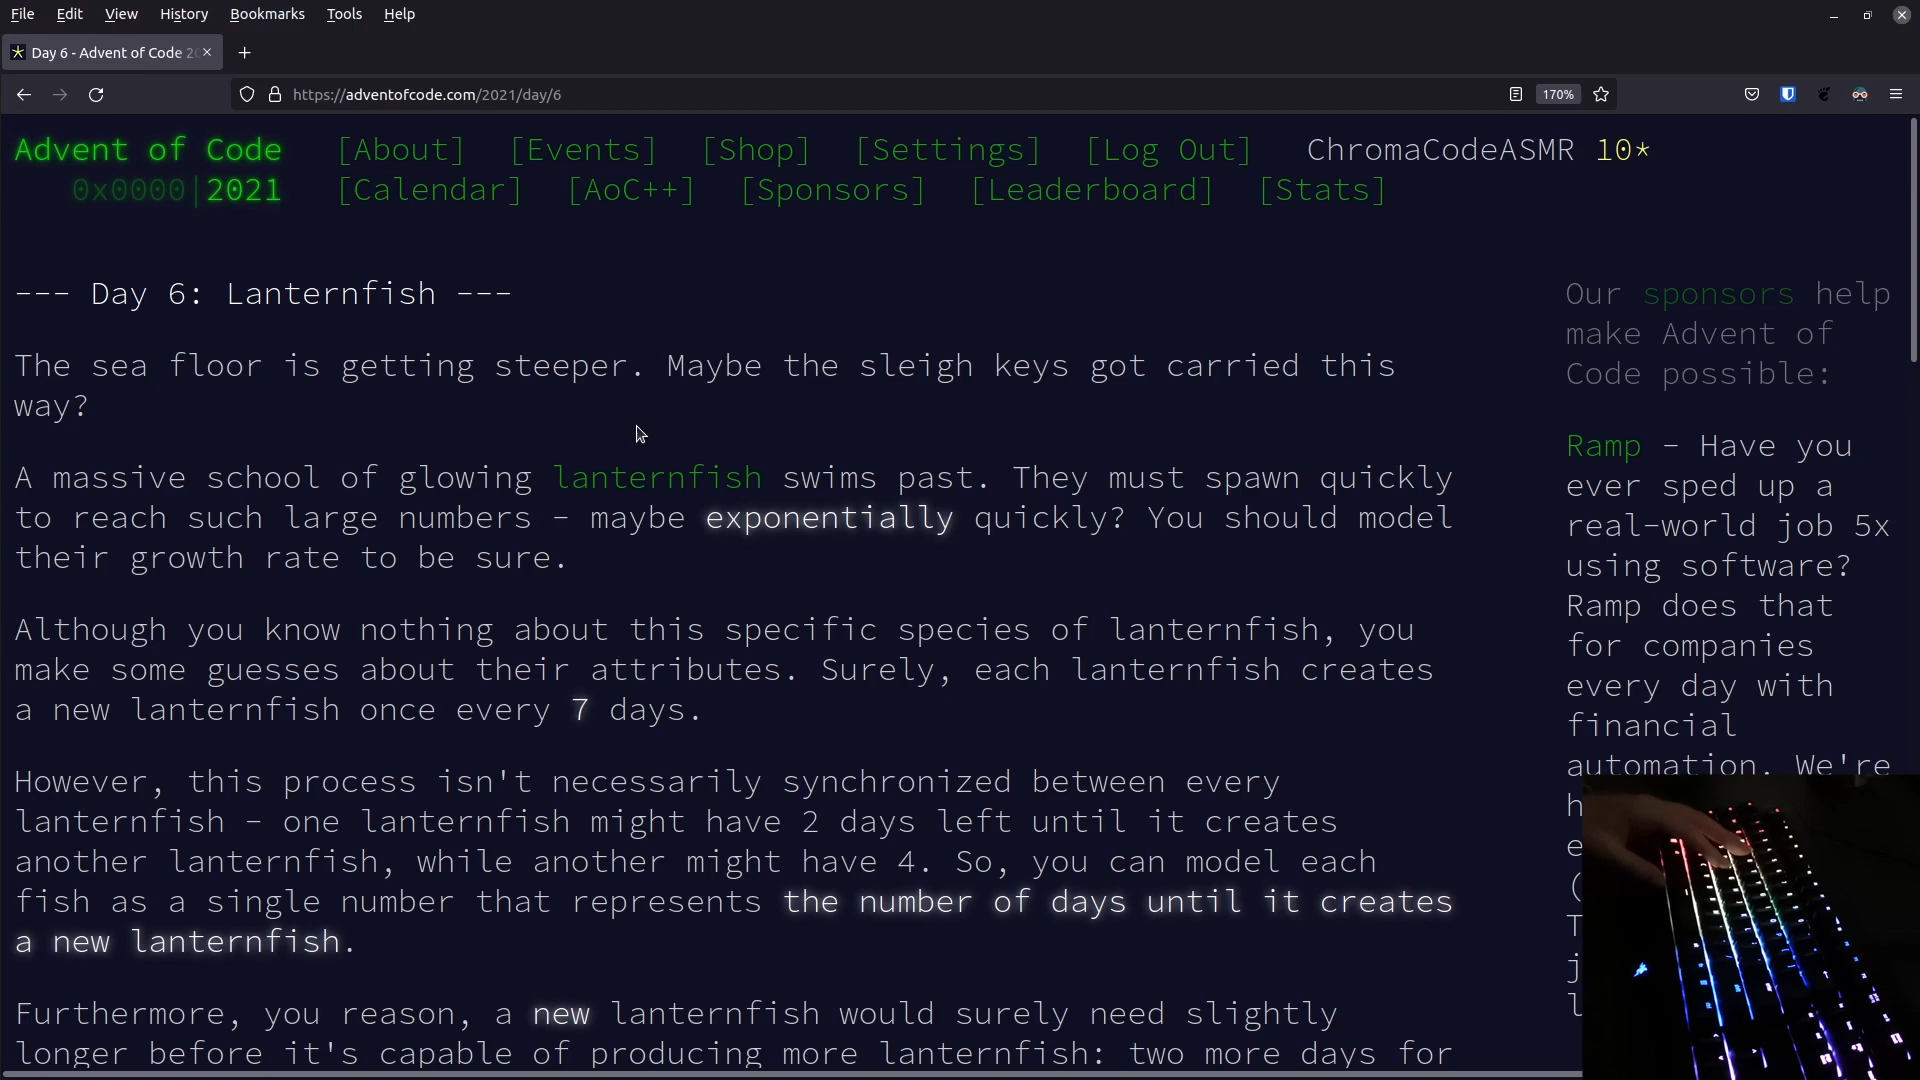 File Edit View History Bookmarks Tools Help
Day 6 - Advent of Code 20
https://adventofcode.com/2021/day/6
170%
Advent of Code [About] [Events] [Shop] [Settings] [Log Out] ChromaCodeASMR 10*
0x0000|2021 [Calendar] [AoC++] [Sponsors] [Leaderboard] [Stats]
--- Day 6: Lanternfish ---
The sea floor is getting steeper. Maybe the sleigh keys got carried this
way?
A massive school of glowing lanternfish swims past. They must spawn quickly
to reach such large numbers - maybe exponentially quickly? You should model
their growth rate to be sure.
Although you know nothing about this specific species of lanternfish, you
make some guesses about their attributes. Surely, each lanternfish creates
a new lanternfish once every 7 days.
However, this process isn't necessarily synchronized between every
lanternfish - one lanternfish might have 2 days left until it creates
another lanternfish, while another might have 4. So, you can model each
fish as a single number that represents the number of days until it creates
a new lanternfish.
Furthermore, you reason, a new lanternfish would surely need slightly
longer before it's capable of producing more lanternfish: two more days for
Our sponsors help
make Advent of
Code possible:
Ramp - Have you
ever sped up a
real-world job 5x
using software?
Ramp does that
for companies
every day with
financial
automation. We're